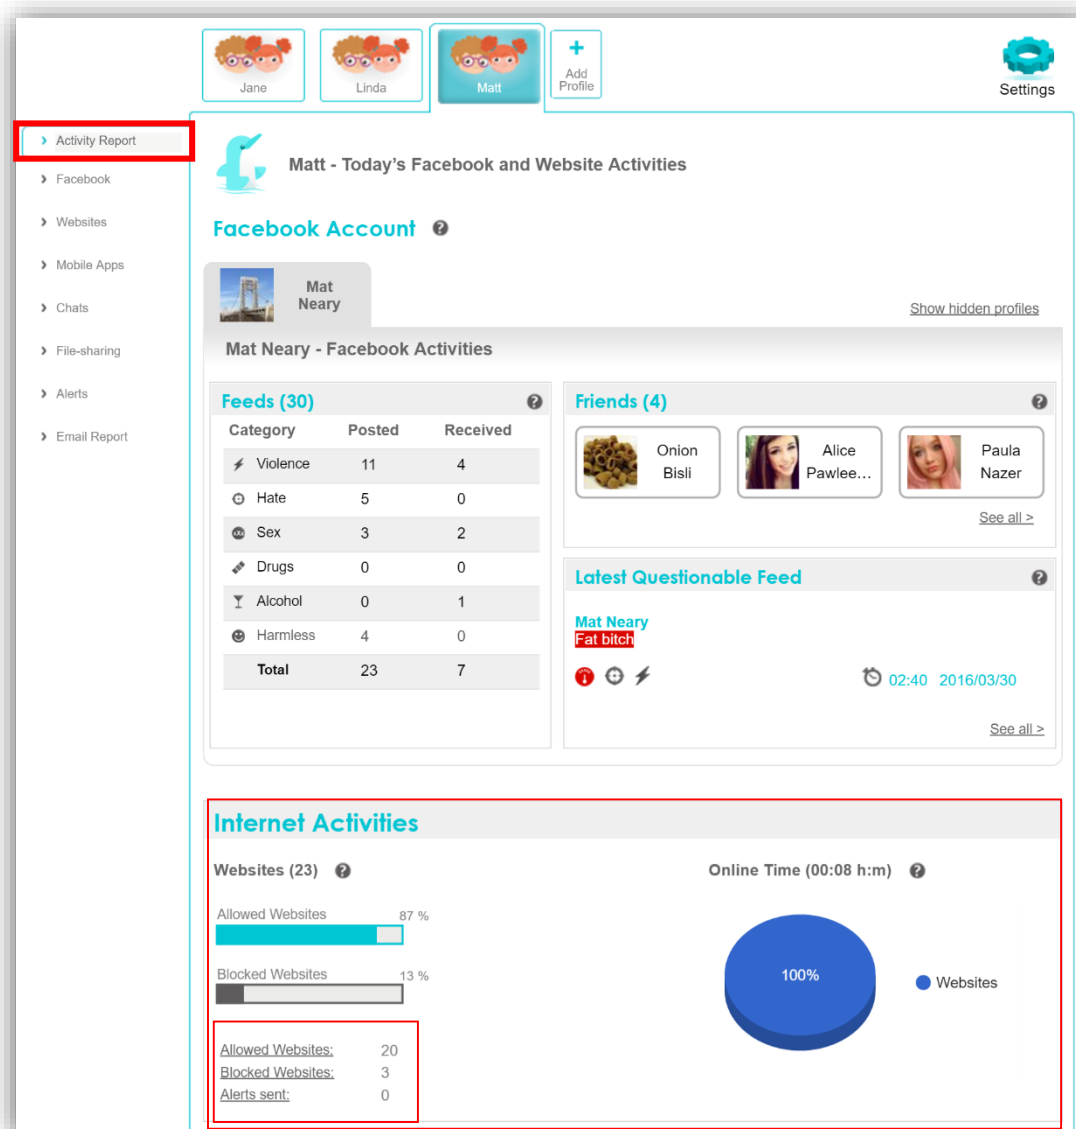 Jane
Linda
Matt
+
Add
Profile
Settings
Activity Report
Facebook
Websites
Mobile Apps
Chats
File-sharing
Alerts
Email Report
Matt - Today's Facebook and Website Activities
Facebook Account ?
Mat
Neary
Show hidden profiles
Mat Neary - Facebook Activities
Feeds (30) ?
Category Posted Received
Violence 11 4
Hate 5 0
Sex 3 2
Drugs 0 0
Alcohol 0 1
Harmless 4 0
Total 23 7
Friends (4) ?
Onion
Bisli
Alice
Pawlee...
Paula
Nazer
See all >
Latest Questionable Feed ?
Mat Neary
Fat bitch
02:40 2016/03/30
See all >
Internet Activities
Websites (23) ?
Allowed Websites 87 %
Blocked Websites 13 %
Allowed Websites: 20
Blocked Websites: 3
Alerts sent: 0
Online Time (00:08 h:m) ?
100%
Websites